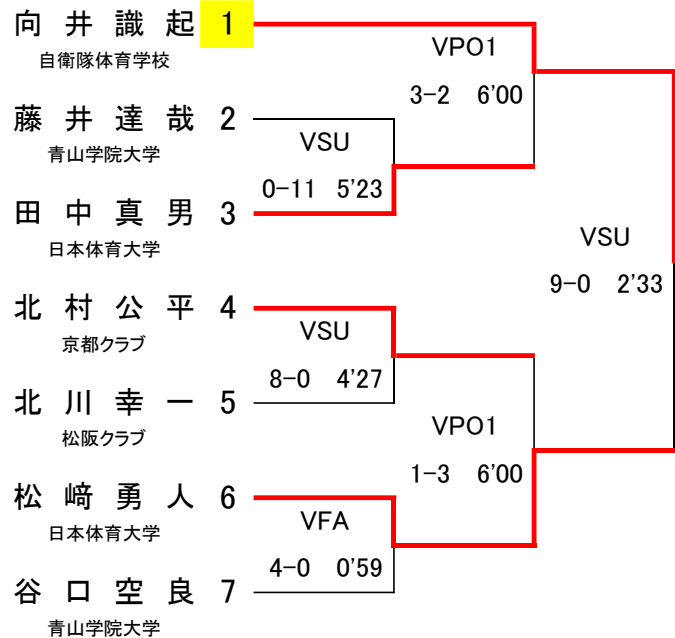 向井識起 1
自衛隊体育学校
VPO1
3-2 6'00
藤井達哉 2
青山学院大学
VSU
0-11 5'23
田中真男 3
日本体育大学
VSU
9-0 2'33
北村公平 4
京都クラブ
VSU
8-0 4'27
北川幸一 5
松阪クラブ
VPO1
1-3 6'00
松﨑勇人 6
日本体育大学
VFA
4-0 0'59
谷口空良 7
青山学院大学